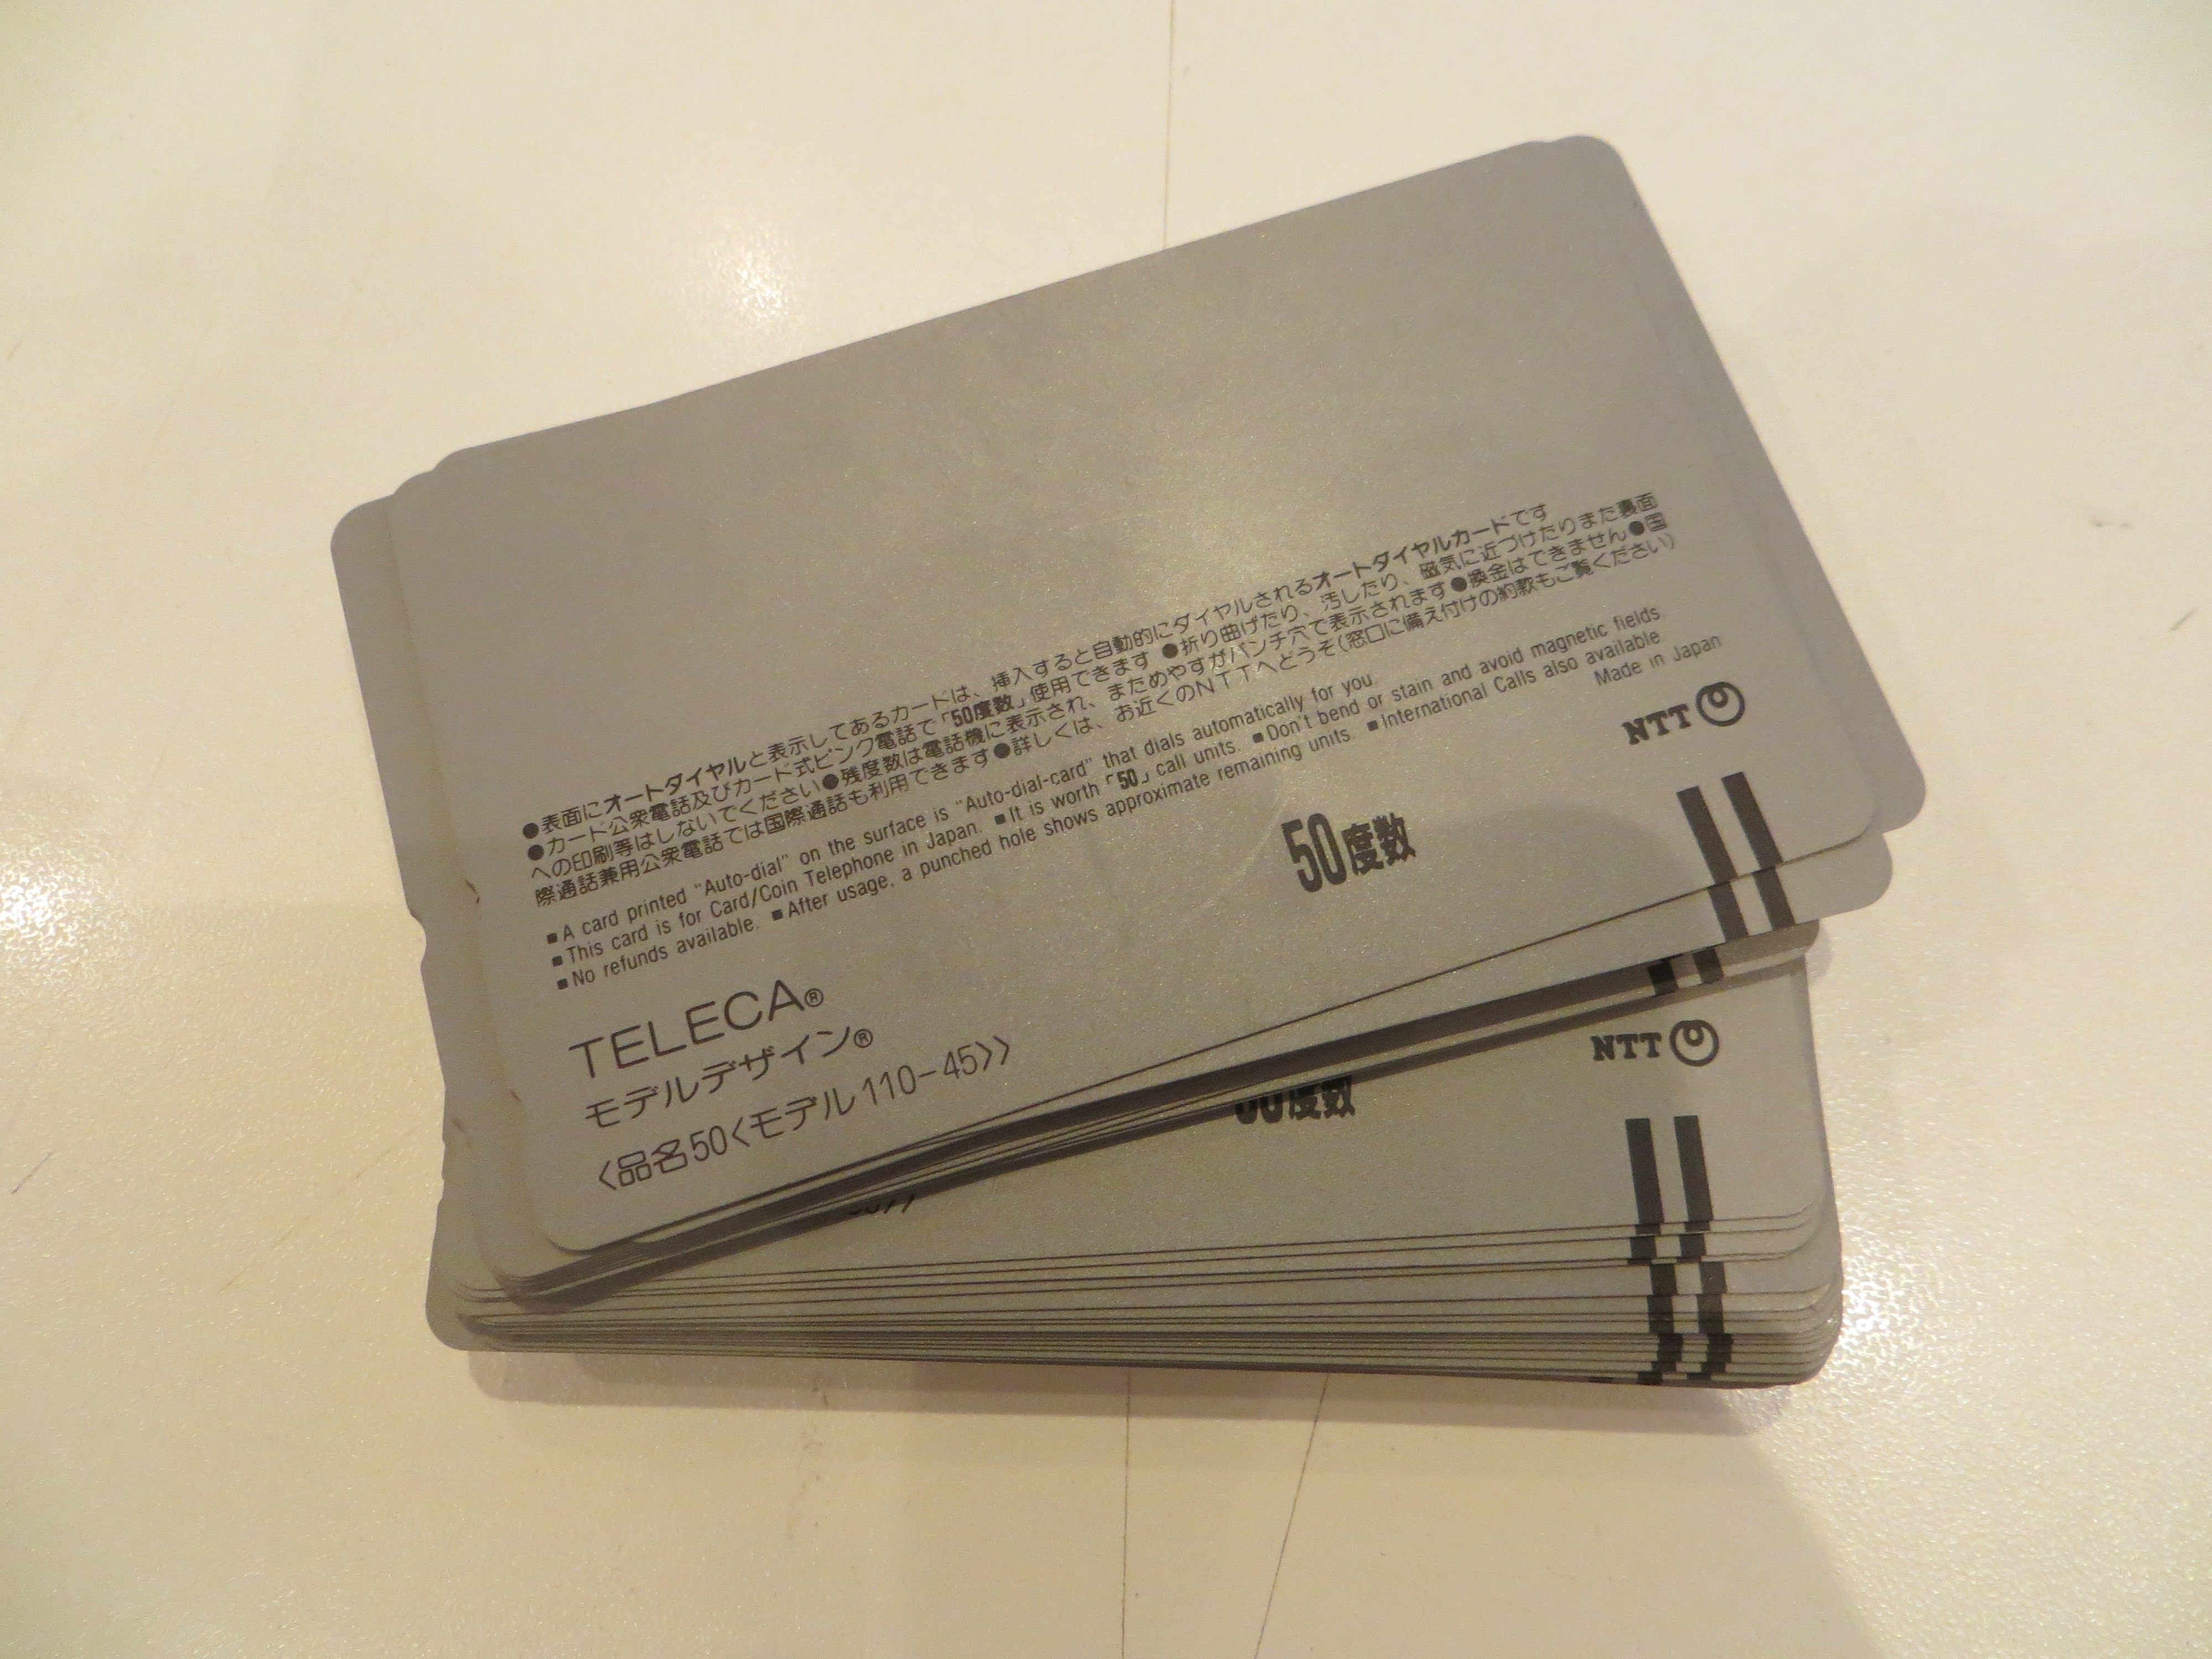 ●表面にオートダイヤルと表示してあるカードは、挿入すると自動的にダイヤルされるオートダイヤルカードです
●カード公衆電話及びカード式ピンク電話で「50度数」使用できます ●折り曲げたり、汚したり、磁気に近づけたりまた裏面
への印刷等はしないでください●残度数は電話機に表示され、まためやすがパンチ穴で表示されます●換金はできません●国
際通話兼用公衆電話では国際通話も利用できます●詳しくは、お近くのNTTへどうぞ(窓口に備え付けの約款もご覧ください)
■A card printed "Auto-dial" on the surface is "Auto-dial-card" that dials automatically for you.
■This card is for Card/Coin Telephone in Japan. ■It is worth「50」call units. ■Don't bend or stain and avoid magnetic fields
■No refunds available. ■After usage, a punched hole shows approximate remaining units. ■International Calls also available
Made in Japan
NTT
TELECA®
モデルデザイン®
50度数
<品名50<モデル110-45>>
NTT
度数